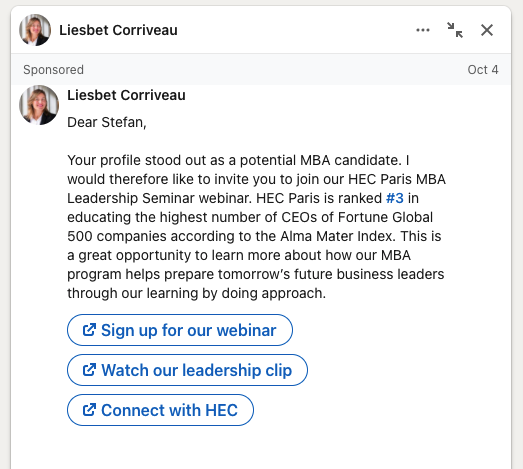 Liesbet Corriveau
Sponsored Oct 4
Liesbet Corriveau
Dear Stefan,
Your profile stood out as a potential MBA candidate. I
would therefore like to invite you to join our HEC Paris MBA
Leadership Seminar webinar. HEC Paris is ranked #3 in
educating the highest number of CEOs of Fortune Global
500 companies according to the Alma Mater Index. This is
a great opportunity to learn more about how our MBA
program helps prepare tomorrow’s future business leaders
through our learning by doing approach.
Sign up for our webinar
Watch our leadership clip
Connect with HEC